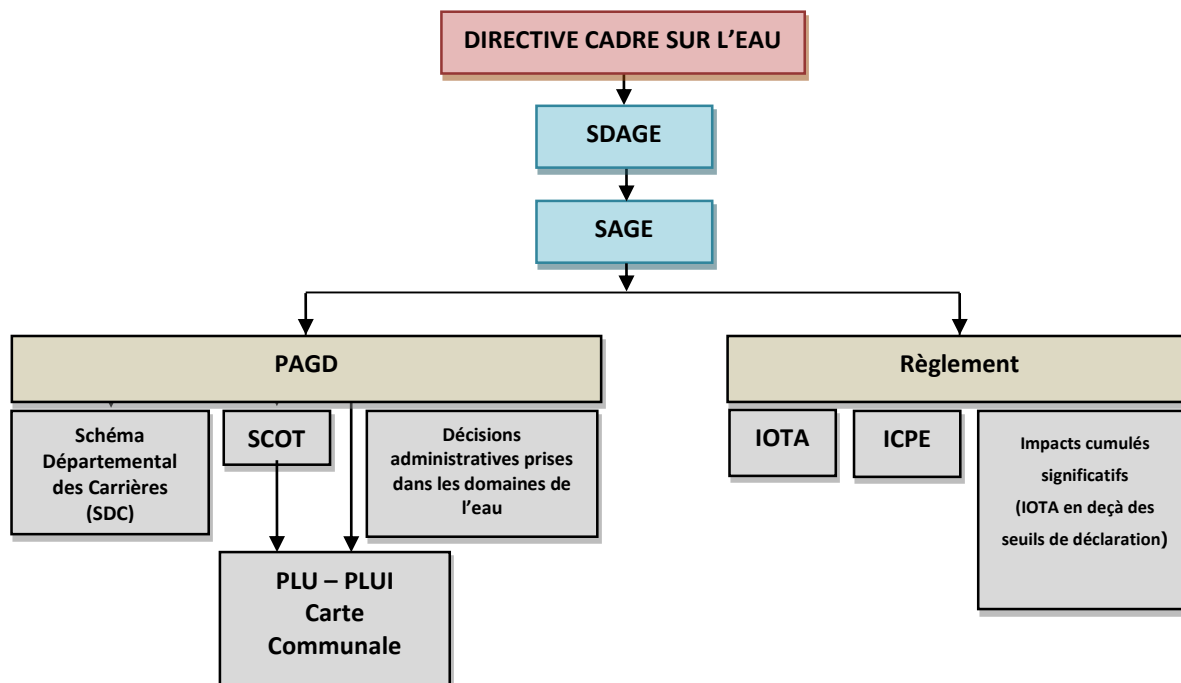 DIRECTIVE CADRE SUR L’EAU
SDAGE
SAGE
PAGD
Règlement
Schéma
Départemental
des Carrières
(SDC)
SCOT
Décisions
administratives prises
dans les domaines de
l’eau
IOTA
ICPE
Impacts cumulés
significatifs
(IOTA en deçà des
seuils de déclaration)
PLU – PLUI
Carte
Communale